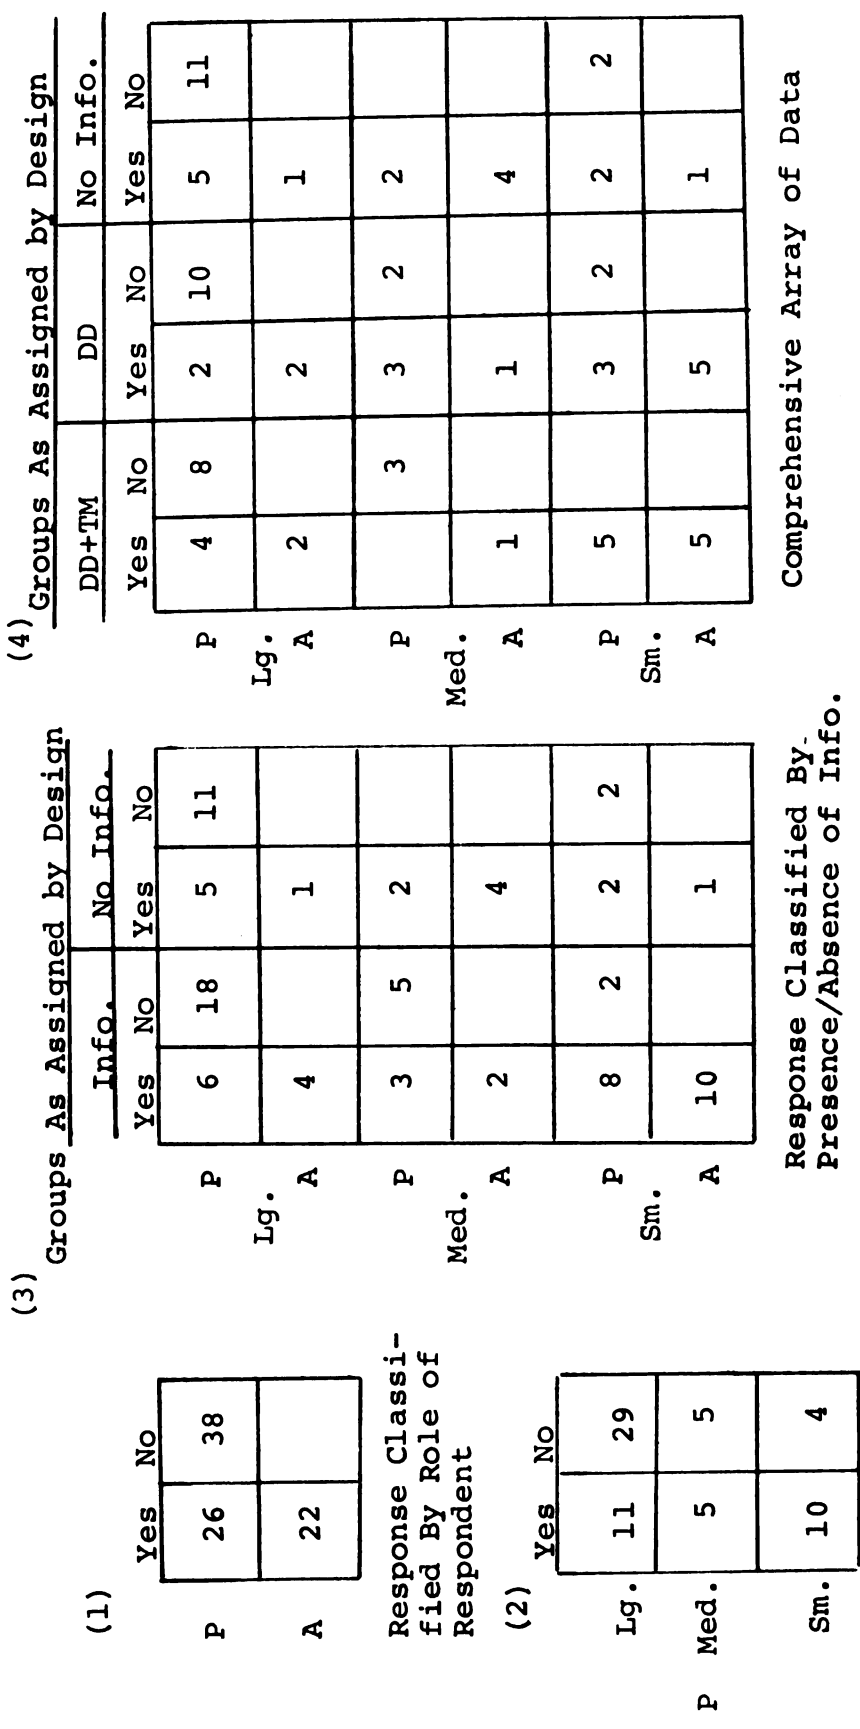 (1)
Yes No
P 26 38
A 22
Response Classi-
fied By Role of
Respondent
(2)
Yes No
Lg. 11 29
P Med. 5 5
Sm. 10 4
(3)
Groups As Assigned by Design
Info. No Info.
Yes No Yes No
P 6 18 5 11
Lg.
A 4 1
P 3 5 2
Med.
A 2 4
P 8 2 2 2
Sm.
A 10 1
Response Classified By
Presence/Absence of Info.
(4)
Groups As Assigned by Design
DD+TM DD No Info.
Yes No Yes No Yes No
P 4 8 2 10 5 11
Lg.
A 2 2 1
P 3 3 2 2
Med.
A 1 1 4
P 5 3 2 2 2
Sm.
A 5 5 1
Comprehensive Array of Data